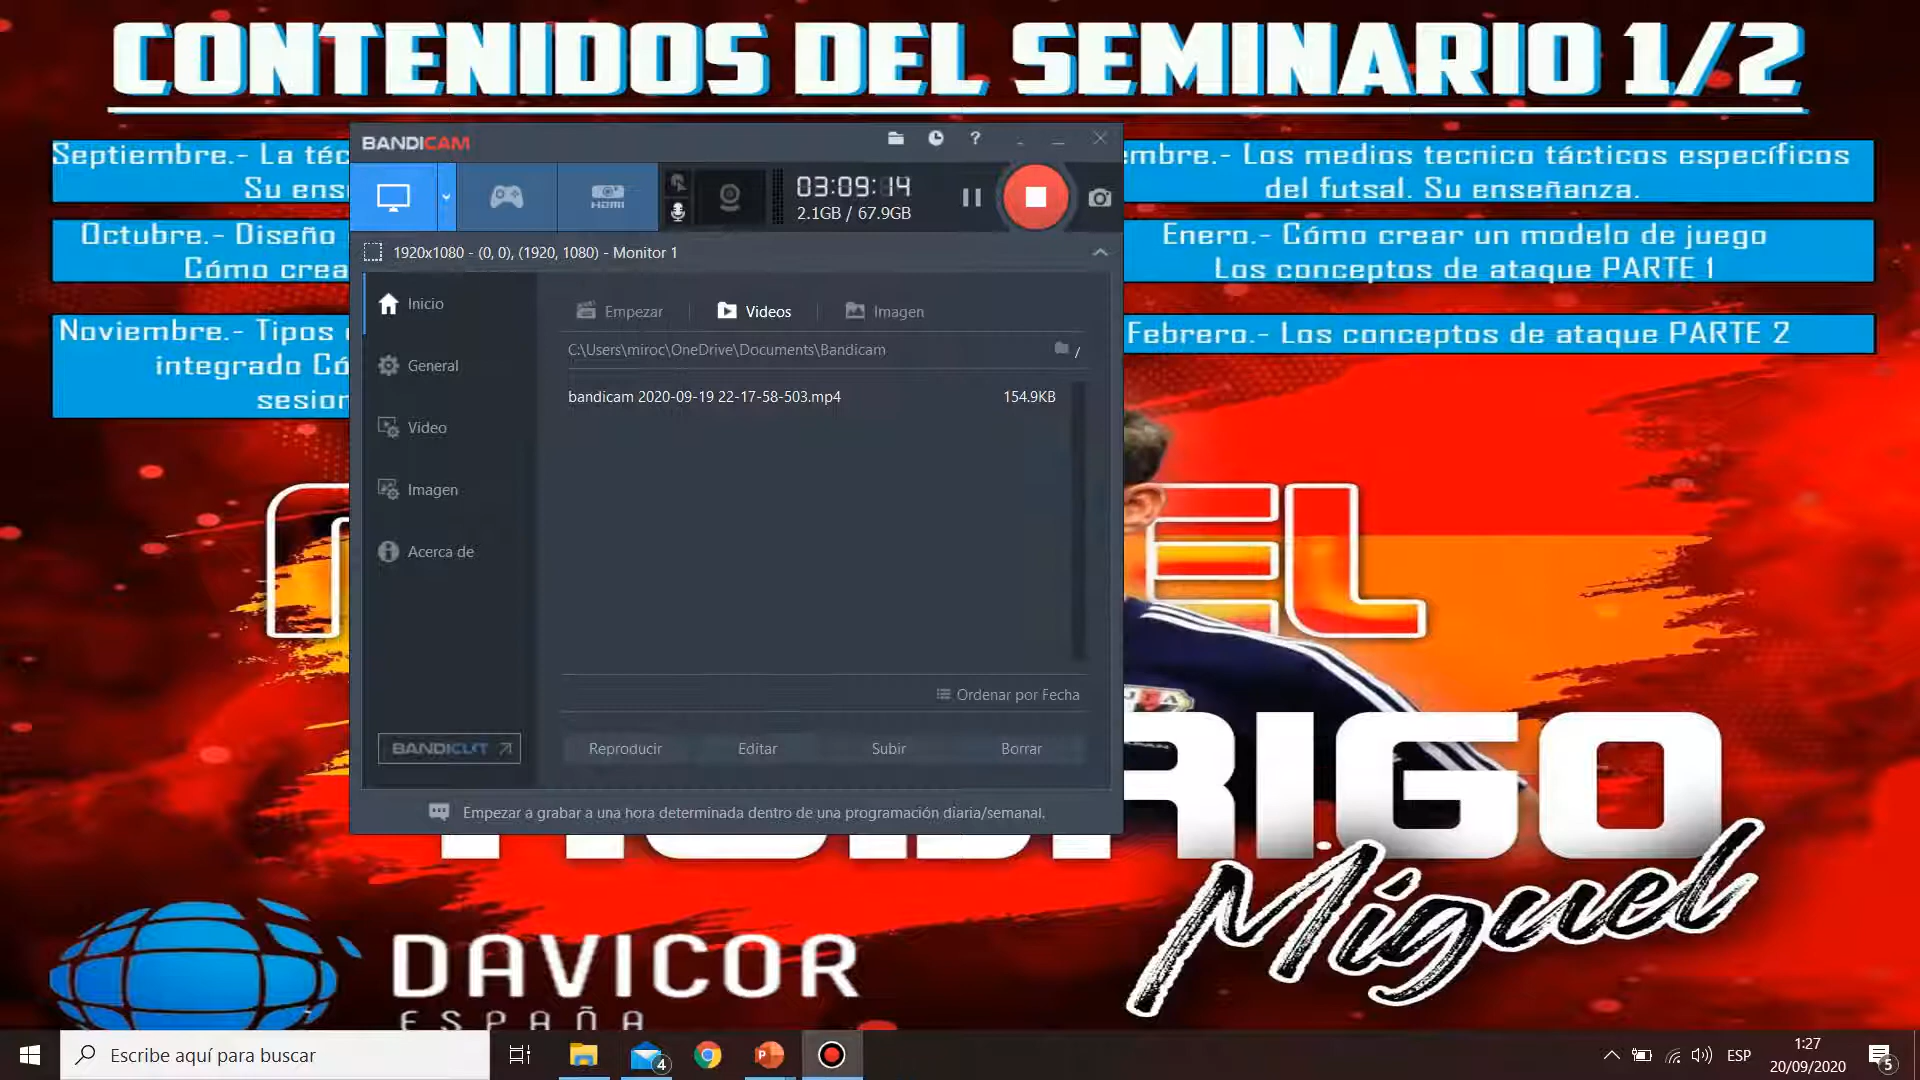 CONTENIDOS DEL SEMINARIO 1/2
Septiembre.- La téc
Su ens
Octubre.- Diseño
Cómo crea
Noviembre.- Tipos
integrado Có
sesior
mbre.- Los medios tecnico tácticos específicos
del futsal. Su enseñanza.
Enero.- Cómo crear un modelo de juego
Los conceptos de ataque PARTE 1
Febrero.- Los conceptos de ataque PARTE 2
BANDICAM
?
HDMI
03:09:14
2.1GB / 67.9GB
1920x1080 - (0, 0), (1920, 1080) - Monitor 1
Inicio
General
Video
Imagen
Acerca de
BANDICUT
Empezar
Videos
Imagen
C:\Users\miroc\OneDrive\Documents\Bandicam
/
bandicam 2020-09-19 22-17-58-503.mp4
154.9KB
Ordenar por Fecha
Reproducir
Editar
Subir
Borrar
Empezar a grabar a una hora determinada dentro de una programación diaria/semanal.
EL
RIGO
Miguel
DAVICOR
ESPAÑA
Escribe aquí para buscar
4
ESP
1:27
20/09/2020
5